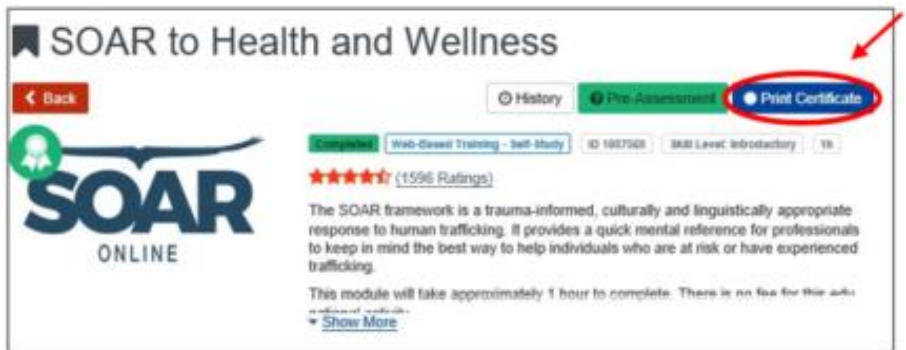 SOAR to Health and Wellness
Back
History
Pre-Assessment
Print Certificate
Completed
Web-Based Training - Self-Study
Skill Level: Introductory
1h
SOAR
ONLINE
(1596 Ratings)
The SOAR framework is a trauma-informed, culturally and linguistically appropriate
response to human trafficking. It provides a quick mental reference for professionals
to keep in mind the best way to help individuals who are at risk or have experienced
trafficking.
This module will take approximately 1 hour to complete. There is no fee for this edu
Show More